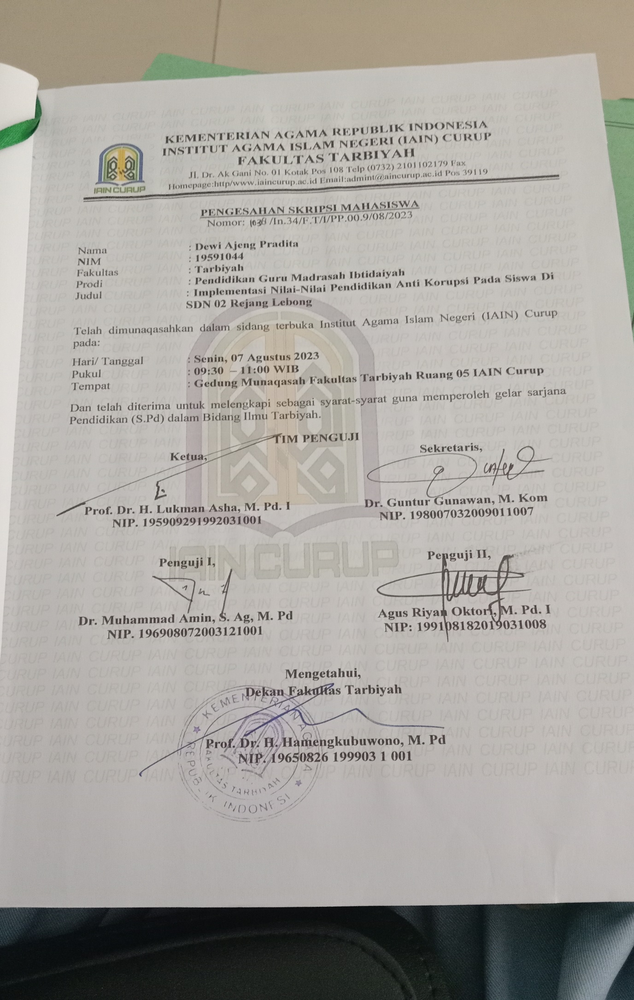 KEMENTERIAN AGAMA REPUBLIK INDONESIA
INSTITUT AGAMA ISLAM NEGERI (IAIN) CURUP
FAKULTAS TARBIYAH
Jl. Dr. Ak Gani No. 01 Kotak Pos 108 Telp (0732) 2101102179 Fax
Homepage:http/www.iaincurup.ac.id Email:admint@aincurup.ac.id Pos 39119
IAIN CURUP
PENGESAHAN SKRIPSI MAHASISWA
Nomor: /In.34/F.T/I/PP.00.9/08/2023
Nama : Dewi Ajeng Pradita
NIM : 19591044
Fakultas : Tarbiyah
Prodi : Pendidikan Guru Madrasah Ibtidaiyah
Judul : Implementasi Nilai-Nilai Pendidikan Anti Korupsi Pada Siswa Di
SDN 02 Rejang Lebong
Telah dimunaqasahkan dalam sidang terbuka Institut Agama Islam Negeri (IAIN) Curup
pada:
Hari/ Tanggal : Senin, 07 Agustus 2023
Pukul : 09:30 – 11:00 WIB
Tempat : Gedung Munaqasah Fakultas Tarbiyah Ruang 05 IAIN Curup
Dan telah diterima untuk melengkapi sebagai syarat-syarat guna memperoleh gelar sarjana
Pendidikan (S.Pd) dalam Bidang Ilmu Tarbiyah.
TIM PENGUJI
Ketua, Sekretaris,
Prof. Dr. H. Lukman Asha, M. Pd. I Dr. Guntur Gunawan, M. Kom
NIP. 195909291992031001 NIP. 198007032009011007
IAIN CURUP
Penguji I, Penguji II,
Dr. Muhammad Amin, S. Ag, M. Pd Agus Riyan Oktori, M. Pd. I
NIP. 196908072003121001 NIP: 199108182019031008
Mengetahui,
Dekan Fakultas Tarbiyah
Prof. Dr. H. Hamengkubuwono, M. Pd
NIP. 19650826 199903 1 001
KEMENTERIAN AGAMA
REPUBLIK INDONESIA
FAKULTAS TARBIYAH